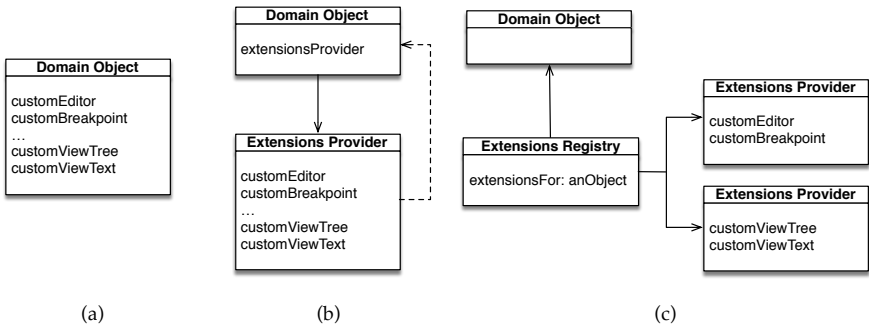 Domain Object
customEditor
customBreakpoint
...
customViewTree
customViewText
(a)
Domain Object
extensionsProvider
Extensions Provider
customEditor
customBreakpoint
...
customViewTree
customViewText
(b)
Domain Object
Extensions Registry
extensionsFor: anObject
Extensions Provider
customEditor
customBreakpoint
Extensions Provider
customViewTree
customViewText
(c)